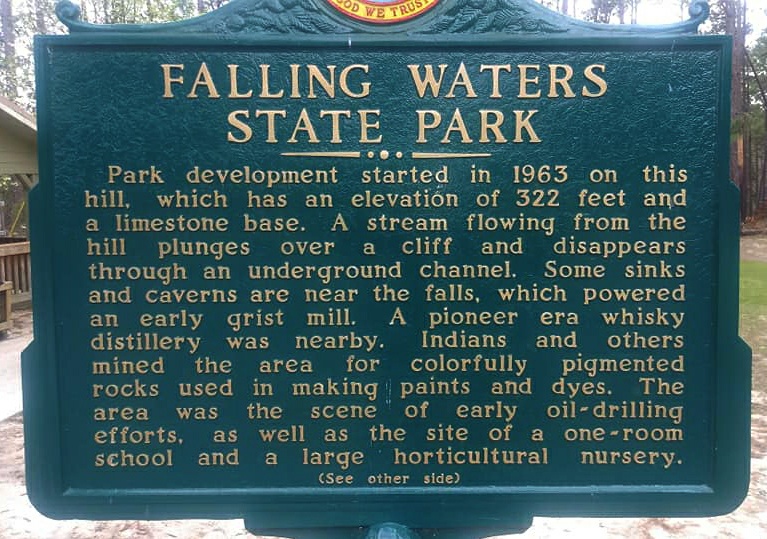 GOD WE TRUST
FALLING WATERS
STATE PARK
Park development started in 1963 on this
hill, which has an elevation of 322 feet and
a limestone base. A stream flowing from the
hill plunges over a cliff and disappears
through an underground channel. Some sinks
and caverns are near the falls, which powered
an early grist mill. A pioneer era whisky
distillery was nearby. Indians and others
mined the area for colorfully pigmented
rocks used in making paints and dyes. The
area was the scene of early oil-drilling
efforts, as well as the site of a one-room
school and a large horticultural nursery.
(See other side)